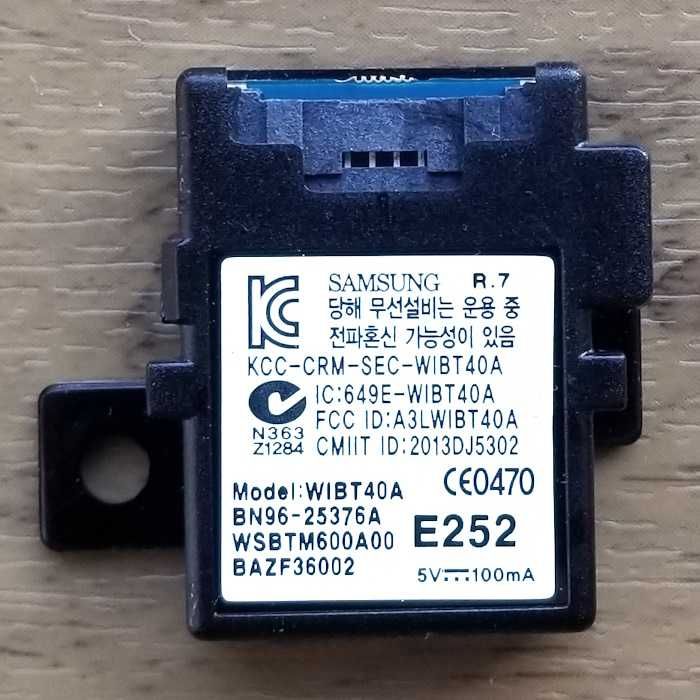 SAMSUNG R.7
당해 무선설비는 운용 중
전파혼신 가능성이 있음
KCC-CRM-SEC-WIBT40A
IC:649E-WIBT40A
FCC ID:A3LWIBT40A
N363
Z1284
CMIIT ID:2013DJ5302
Model:WIBT40A CE0470
BN96-25376A
WSBTM600A00 E252
BAZF36002
5V⎓100mA